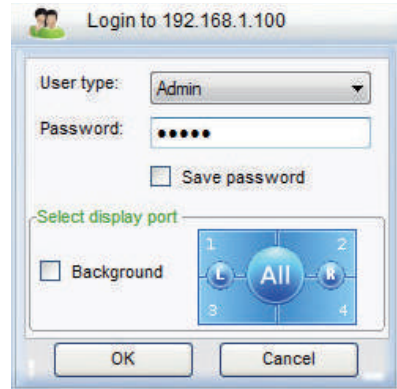 Login to 192.168.1.100
User type: Admin
Password: •••••
Save password
Select display port
1 2
Background L All R
3 4
OK Cancel